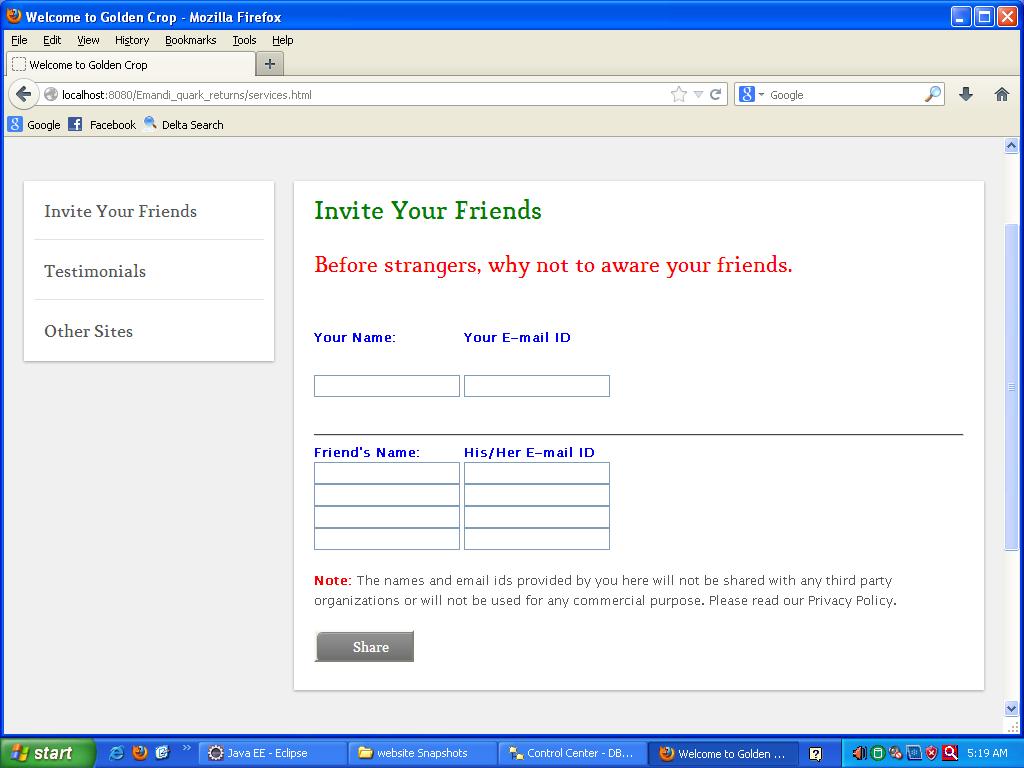 Welcome to Golden Crop - Mozilla Firefox
File Edit View History Bookmarks Tools Help
Welcome to Golden Crop
localhost:8080/Emandi_quark_returns/services.html
Google
Google Facebook Delta Search
Invite Your Friends
Testimonials
Other Sites
Invite Your Friends
Before strangers, why not to aware your friends.
Your Name: Your E-mail ID
Friend's Name: His/Her E-mail ID
Note: The names and email ids provided by you here will not be shared with any third party
organizations or will not be used for any commercial purpose. Please read our Privacy Policy.
Share
start Java EE - Eclipse website Snapshots Control Center - DB... Welcome to Golden ... 5:19 AM